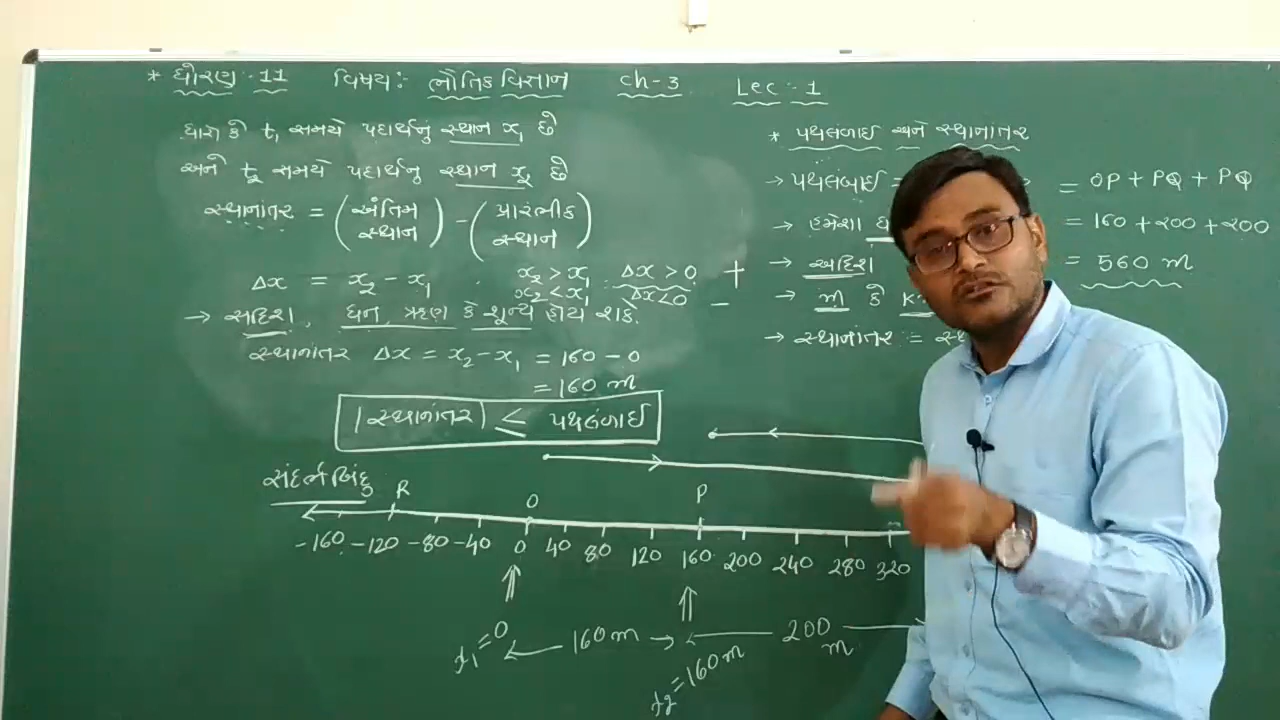 * ધોરણ :- 11 વિષય: ભૌતિક વિજ્ઞાન ch-3 Lec :- 1
ધારો કે t₁ સમયે પદાર્થનું સ્થાન x₁ છે
અને t₂ સમયે પદાર્થનું સ્થાન x₂ છે
સ્થાનાંતર = (અંતિમ સ્થાન) - (પ્રારંભીક સ્થાન)
Δx = x₂ - x₁
x₂ > x₁ Δx > 0 +
x₂ < x₁ Δx < 0 -
→ સદિશ, ધન, ઋણ કે શૂન્ય હોય શકે.
સ્થાનાંતર Δx = x₂ - x₁ = 160 - 0
= 160 m
|સ્થાનાંતર| ≤ પથલંબાઈ
* પથલંબાઈ અને સ્થાનાંતર
→ પથલંબાઈ = OP + PQ + PQ
→ હમેશા = 160 + 200 + 200
→ અદિશ = 560 m
→ m કે
→ સ્થાનાંતર =
સંદર્ભબિંદુ
R O P
-160 -120 -80 -40 0 40 80 120 160 200 240 280 320
160 m 200 m
x₁ = 0
x₂ = 160 m